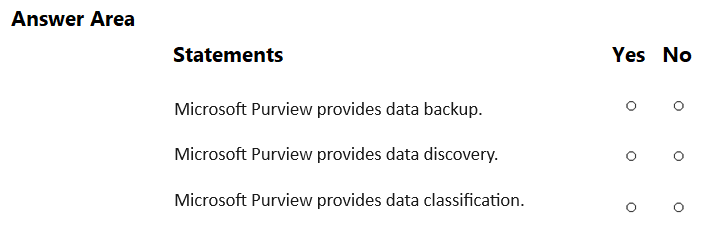 Answer Area
Statements Yes No
Microsoft Purview provides data backup.
Microsoft Purview provides data discovery.
Microsoft Purview provides data classification.